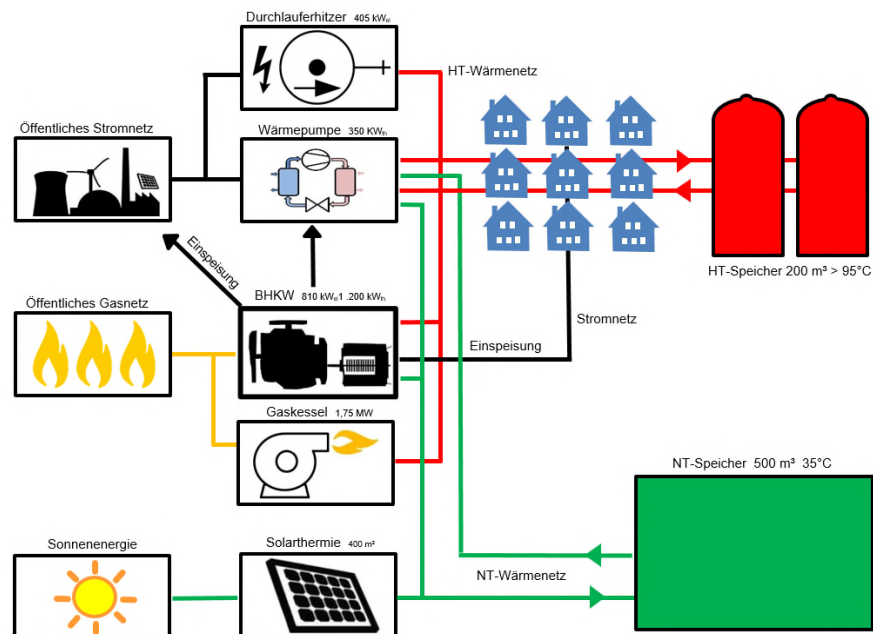 Durchlauferhitzer 405 kWel
HT-Wärmenetz
Öffentliches Stromnetz
Wärmepumpe 350 KWth
Einspeisung
HT-Speicher 200 m³ > 95°C
Öffentliches Gasnetz
BHKW 810 kWel1 .200 kWth
Stromnetz
Einspeisung
Gaskessel 1,75 MW
NT-Speicher 500 m³ 35°C
Sonnenenergie
Solarthermie 400 m²
NT-Wärmenetz